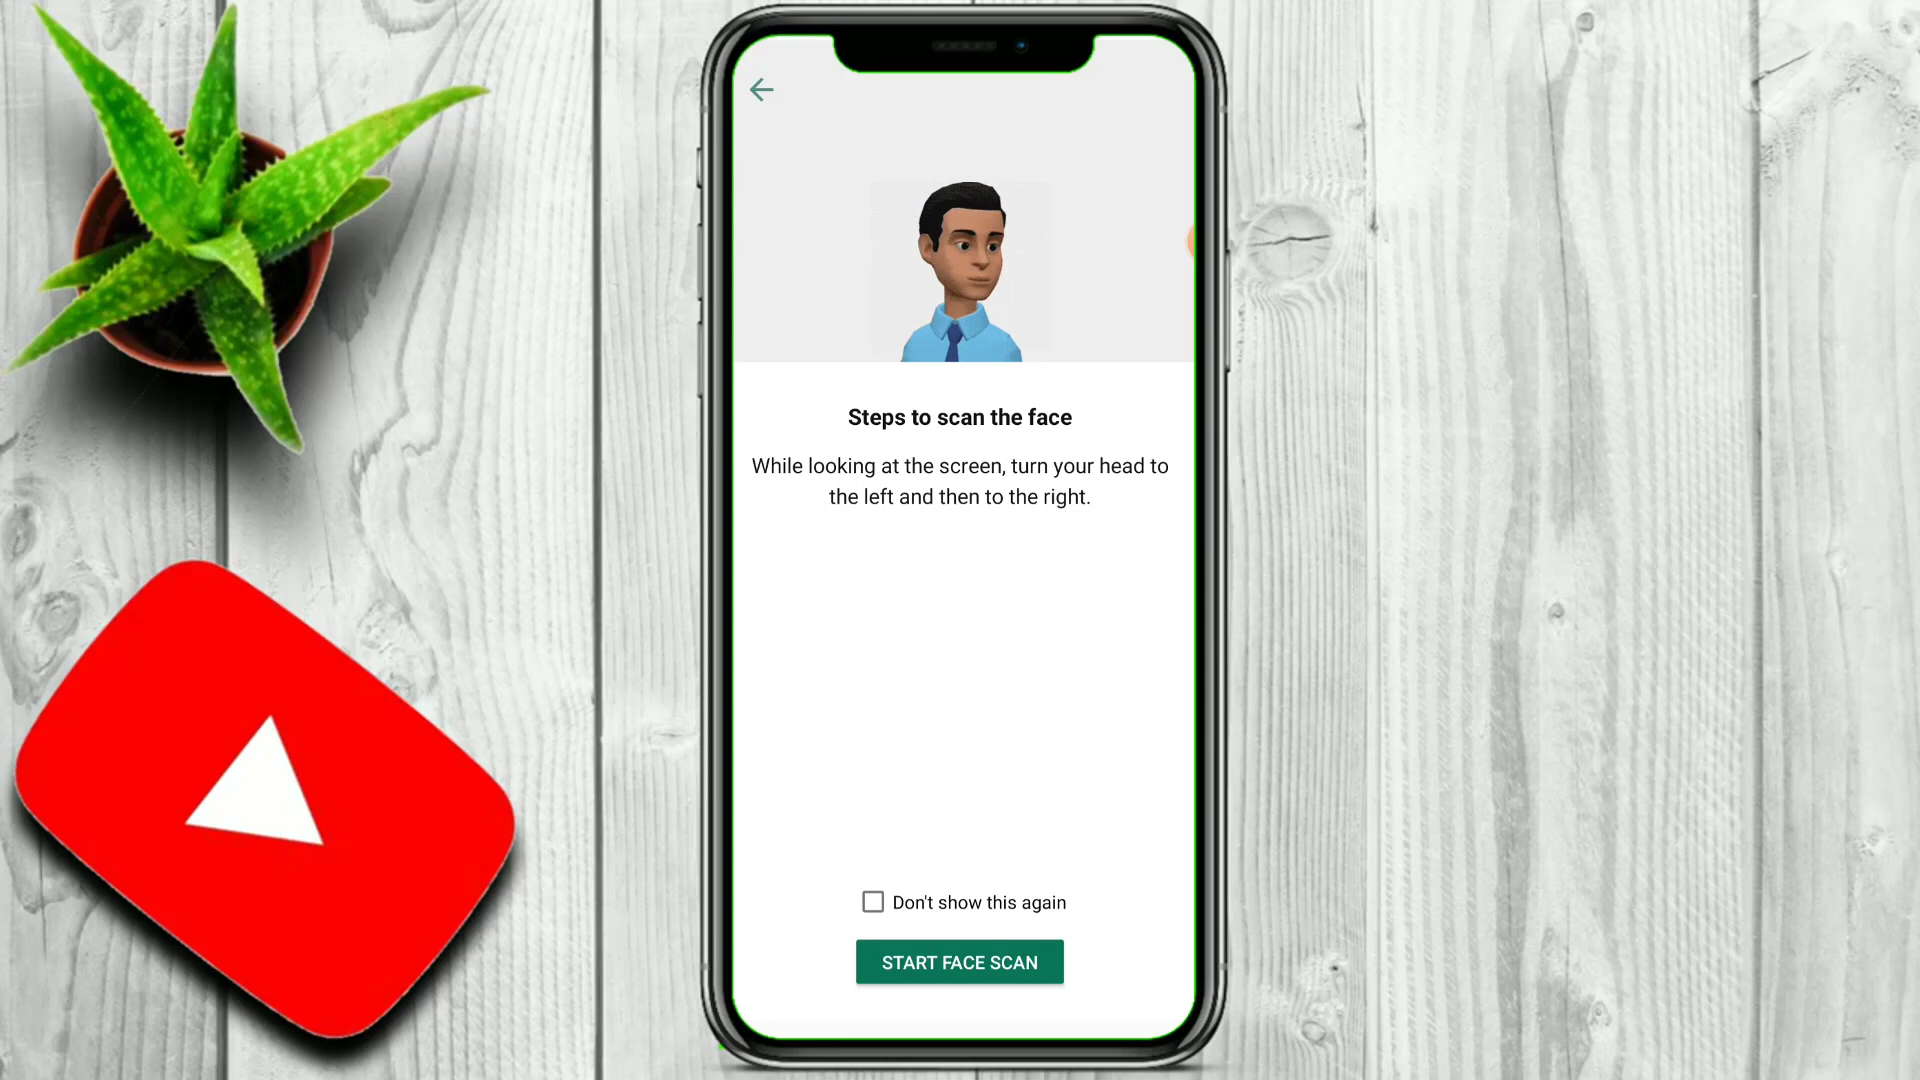 Steps to scan the face
While looking at the screen, turn your head to
the left and then to the right.
Don't show this again
START FACE SCAN